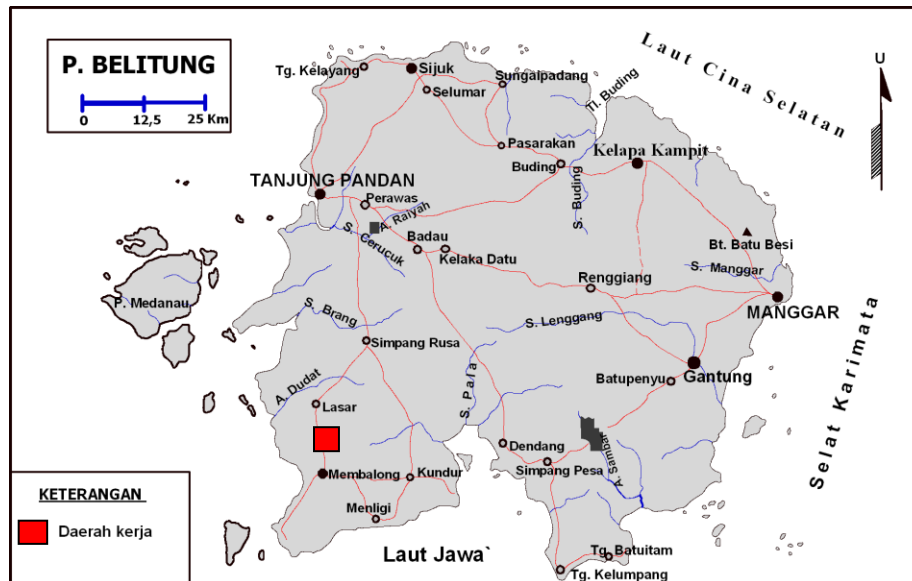 P. BELITUNG
0 12,5 25 Km
Laut Cina Selatan
U
Tg. Kelayang
Sijuk
Sungaipadang
Selumar
Tl. Buding
Pasarakan
Buding
Kelapa Kampit
TANJUNG PANDAN
Perawas
A. Raiyah
S. Buding
S. Cerucuk
Badau
Kelaka Datu
Bt. Batu Besi
S. Manggar
Renggiang
P. Medanau
MANGGAR
S. Brang
S. Lenggang
Simpang Rusa
Gantung
Batupenyu
A. Dudat
S. Pala
Lasar
Selat Karimata
Dendang
A. Sambar
Simpang Pesa
Membalong
Kundur
Menligi
KETERANGAN
Daerah kerja
Laut Jawa`
Tg. Batuitam
Tg. Kelumpang